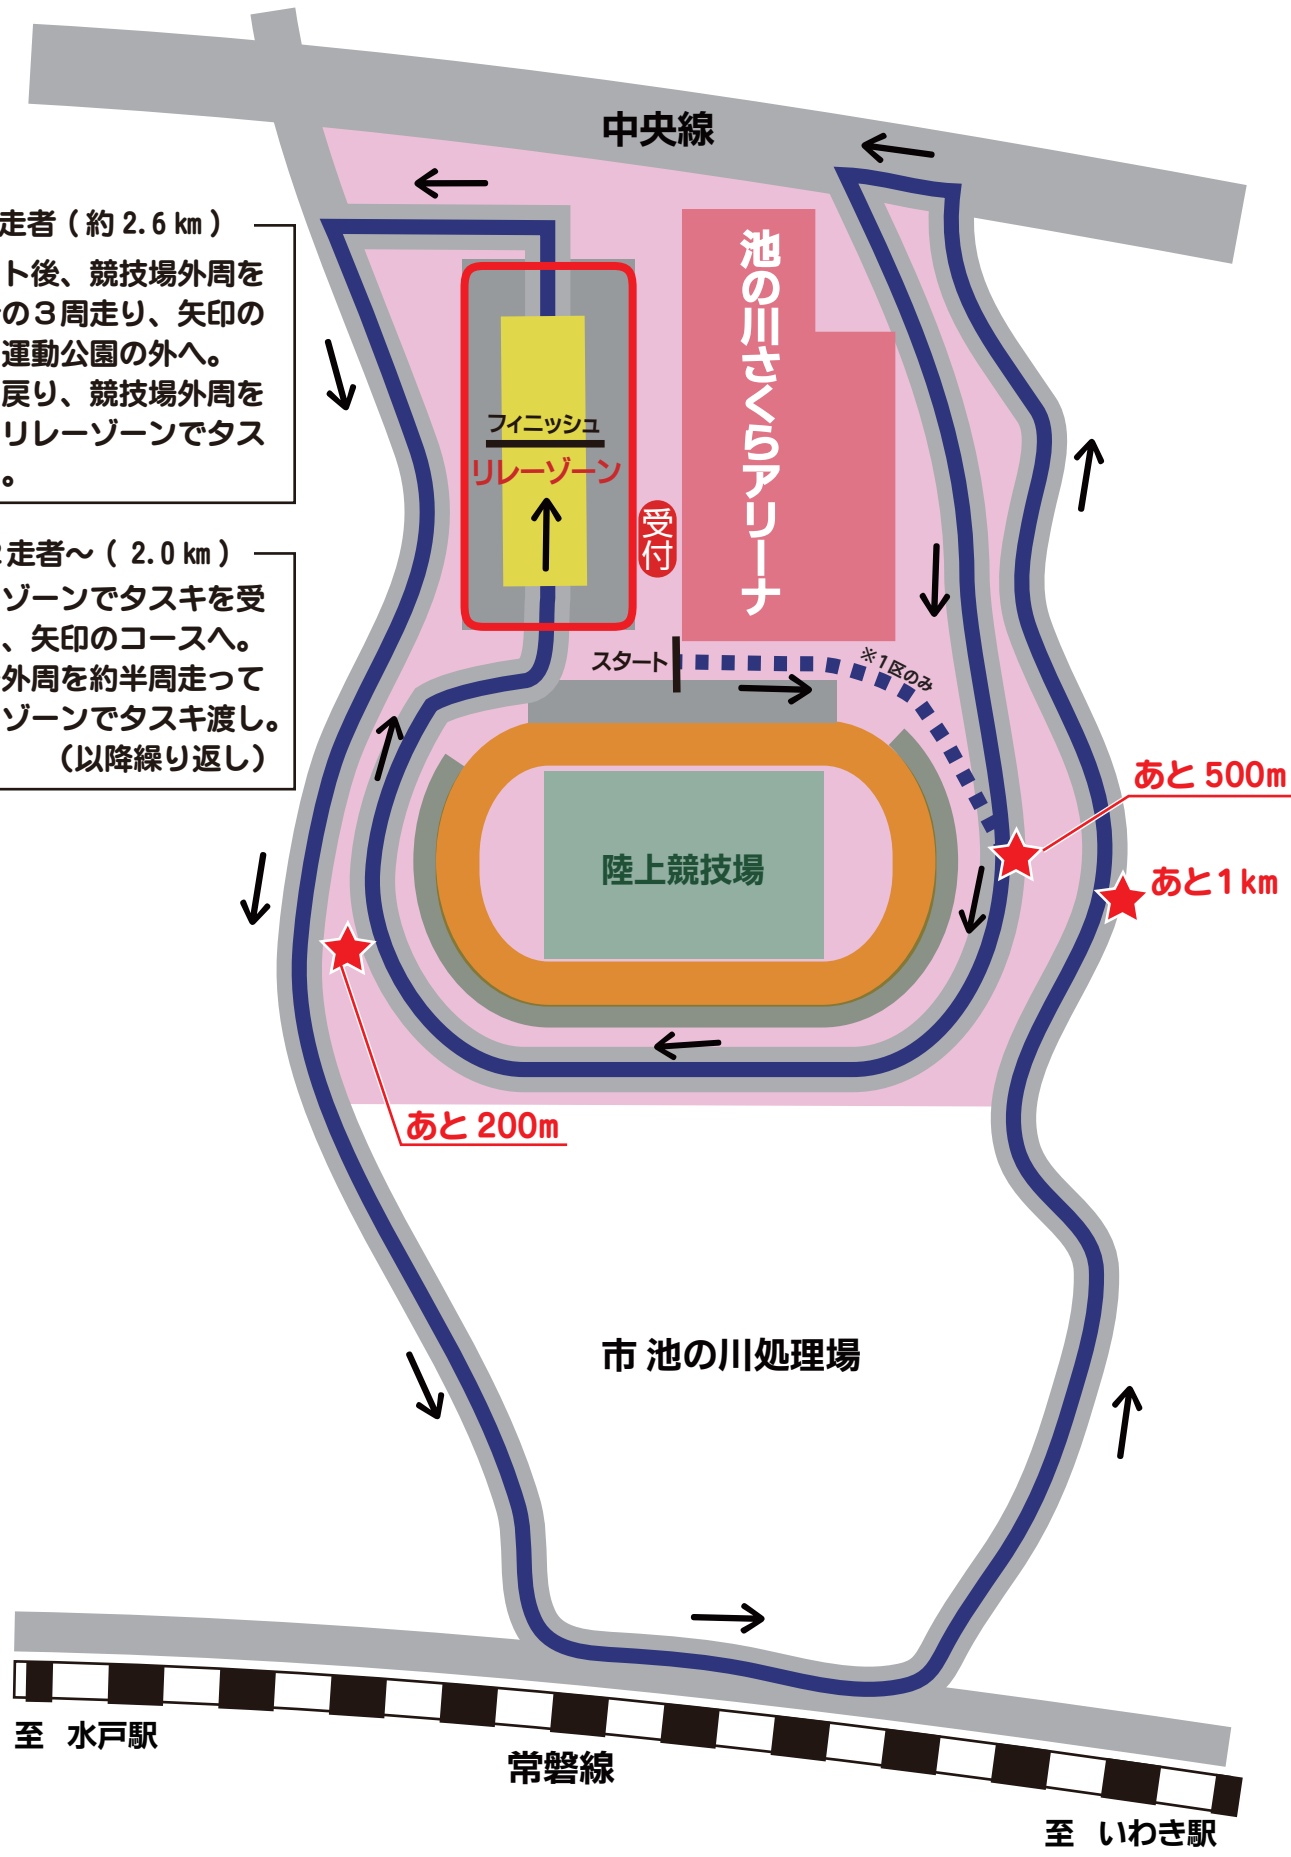 中央線
走者（約2.6㎞）
ト後、競技場外周を
の３周走り、矢印の
運動公園の外へ。
戻り、競技場外周を
リレーゾーンでタス
。
走者～（ 2.0㎞）
ゾーンでタスキを受
、矢印のコースへ。
外周を約半周走って
ゾーンでタスキ渡し。
（以降繰り返し）
池の川さくらアリーナ
フィニッシュ
リレーゾーン
受付
スタート
※1区のみ
陸上競技場
あと 500m
あと1km
あと 200m
市 池の川処理場
至 水戸駅
常磐線
至 いわき駅